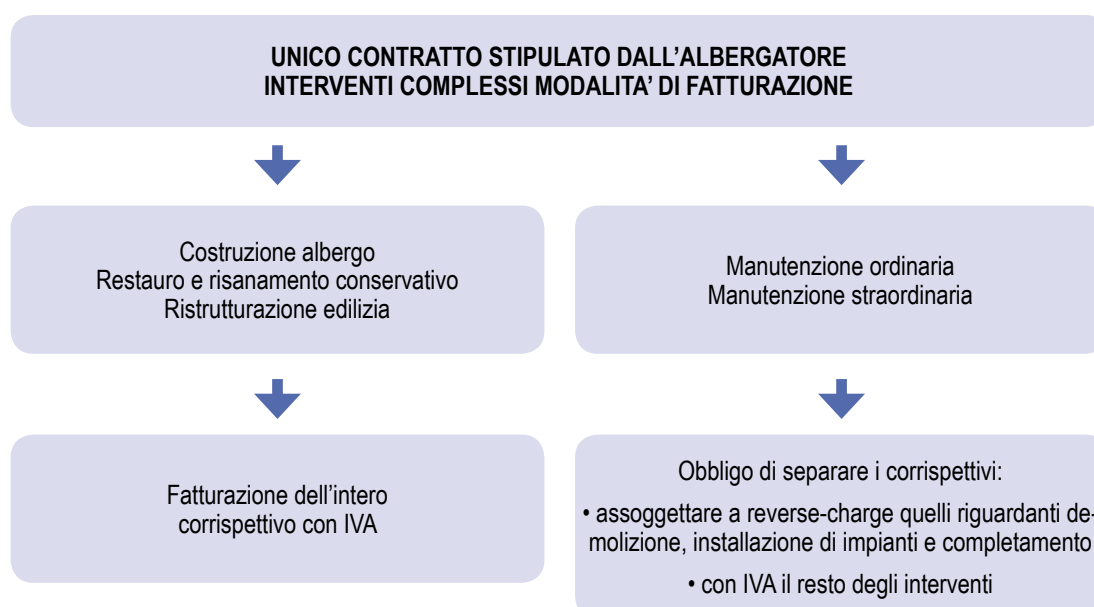 UNICO CONTRATTO STIPULATO DALL’ALBERGATORE
INTERVENTI COMPLESSI MODALITA’ DI FATTURAZIONE
Costruzione albergo
Restauro e risanamento conservativo
Ristrutturazione edilizia
Manutenzione ordinaria
Manutenzione straordinaria
Fatturazione dell’intero
corrispettivo con IVA
Obbligo di separare i corrispettivi:
• assoggettare a reverse-charge quelli riguardanti de-
molizione, installazione di impianti e completamento
• con IVA il resto degli interventi